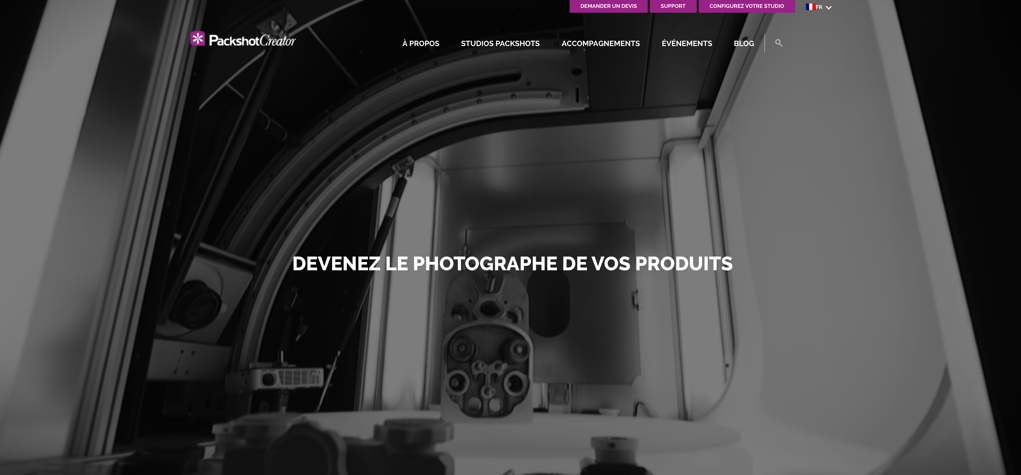 DEMANDER UN DEVIS
SUPPORT
CONFIGUREZ VOTRE STUDIO
FR
PackshotCreator
À PROPOS
STUDIOS PACKSHOTS
ACCOMPAGNEMENTS
ÉVÉNEMENTS
BLOG
DEVENEZ LE PHOTOGRAPHE DE VOS PRODUITS